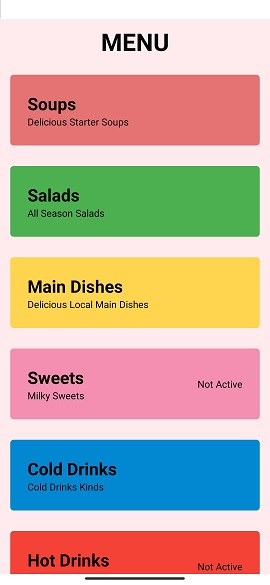 MENU
Soups
Delicious Starter Soups
Salads
All Season Salads
Main Dishes
Delicious Local Main Dishes
Sweets
Not Active
Milky Sweets
Cold Drinks
Cold Drinks Kinds
Hot Drinks
Not Active